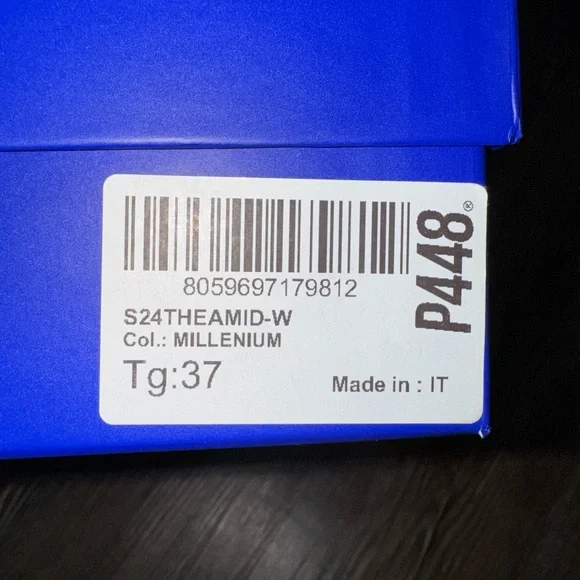 8059697179812
S24THEAMID-W
Col.: MILLENIUM
Tg:37
Made in : IT
P448®